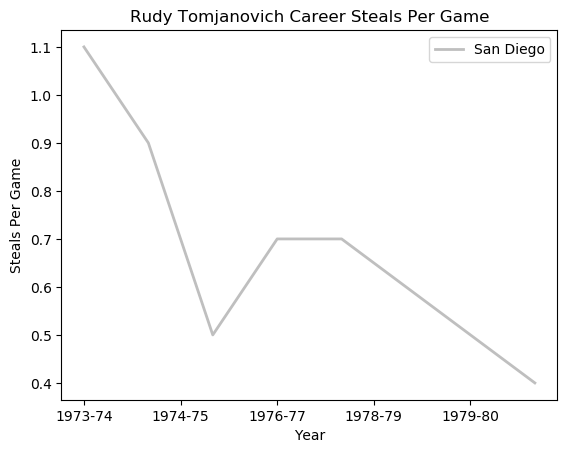 Rudy Tomjanovich Career Steals Per Game
San Diego
1.1
1.0
0.9
0.8
0.7
0.6
0.5
0.4
Steals Per Game
1973-74 1974-75 1976-77 1978-79 1979-80
Year